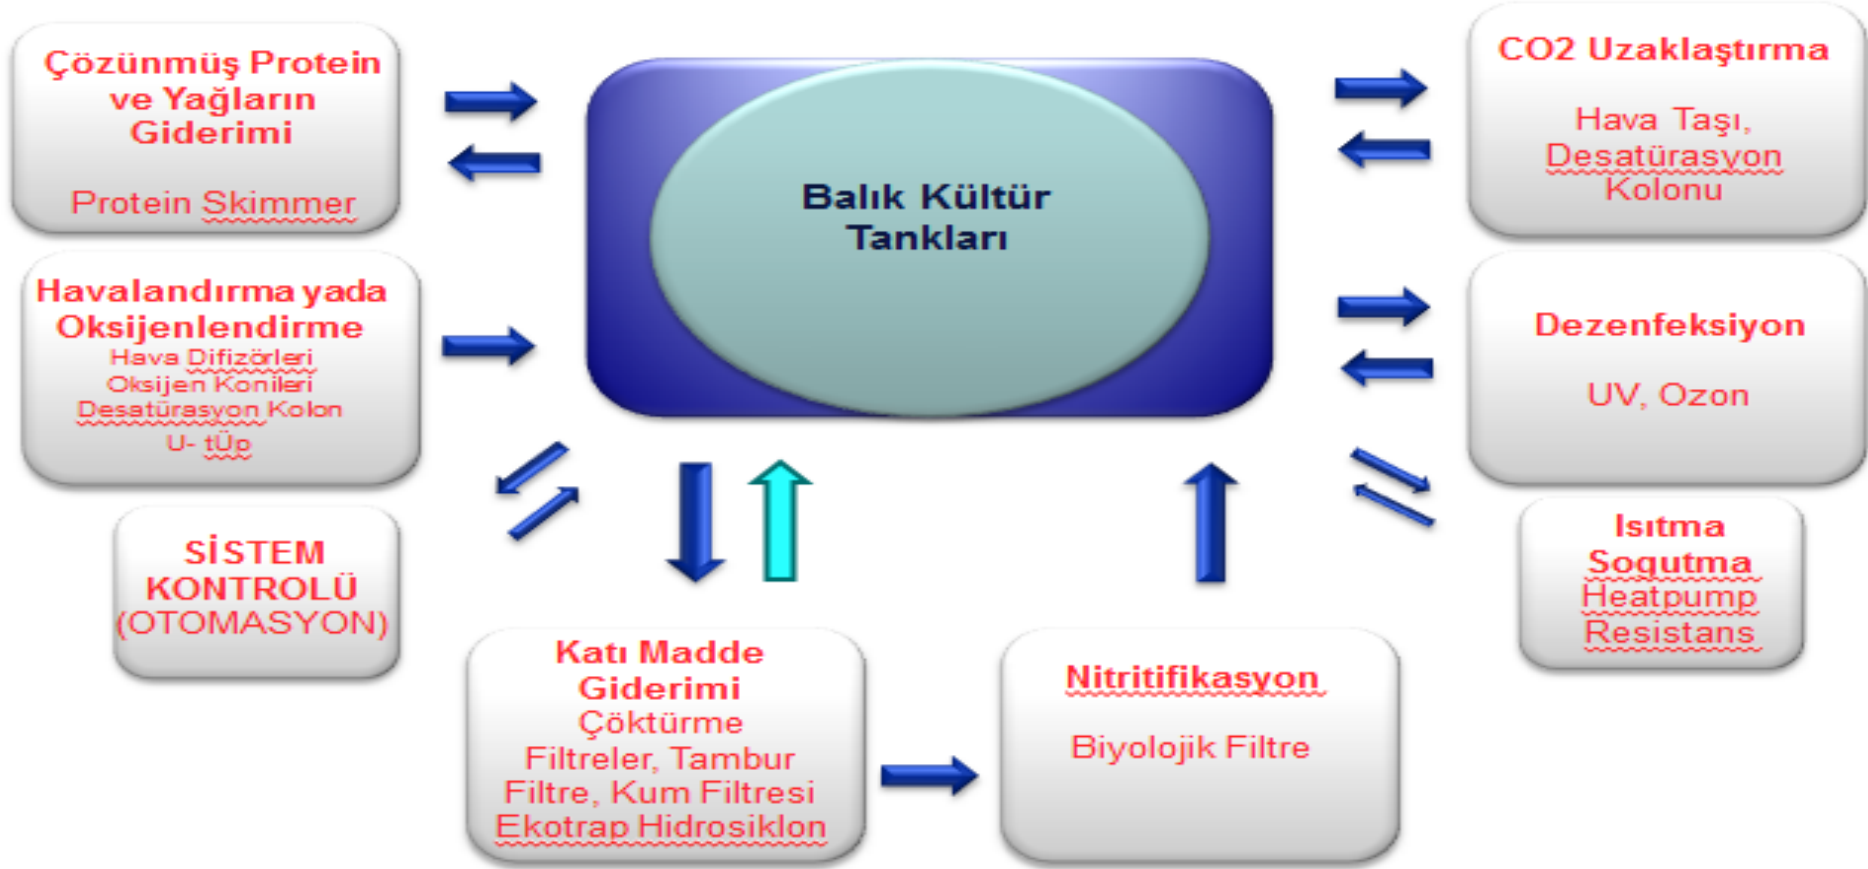 Çözünmüş Protein
ve Yağların
Giderimi
Protein Skimmer
Havalandırma yada
Oksijenlendirme
Hava Difizörleri
Oksijen Konileri
Desatürasyon Kolon
U- tÜp
SİSTEM
KONTROLÜ
(OTOMASYON)
Balık Kültür
Tankları
CO2 Uzaklaştırma
Hava Taşı,
Desatürasyon
Kolonu
Dezenfeksiyon
UV, Ozon
Isıtma
Sogutma
Heatpump
Resistans
Katı Madde
Giderimi
Çöktürme
Filtreler, Tambur
Filtre, Kum Filtresi
Ekotrap Hidrosiklon
Nitritifikasyon
Biyolojik Filtre